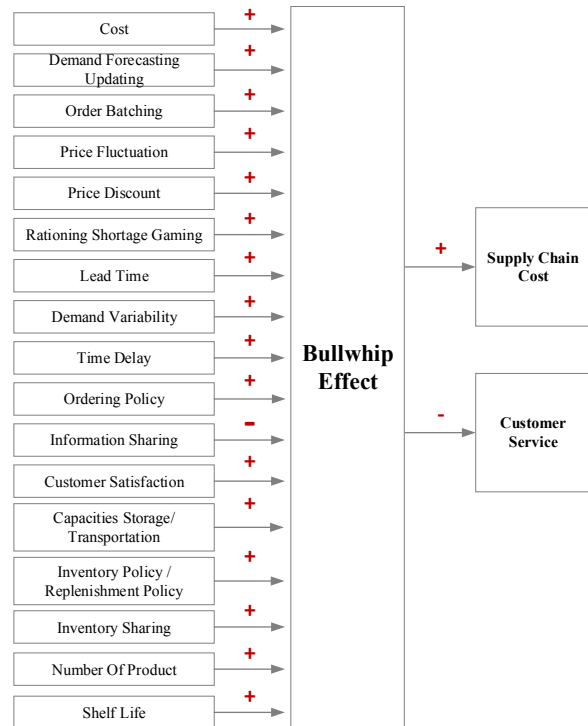 +
Cost
+
Demand Forecasting
Updating
+
Order Batching
+
Price Fluctuation
+
Price Discount
+
Rationing Shortage Gaming
+
Lead Time
+
Demand Variability
+
Time Delay
+
Ordering Policy
-
Information Sharing
+
Customer Satisfaction
+
Capacities Storage/
Transportation
+
Inventory Policy /
Replenishment Policy
+
Inventory Sharing
+
Number Of Product
+
Shelf Life
Bullwhip
Effect
+
Supply Chain
Cost
-
Customer
Service